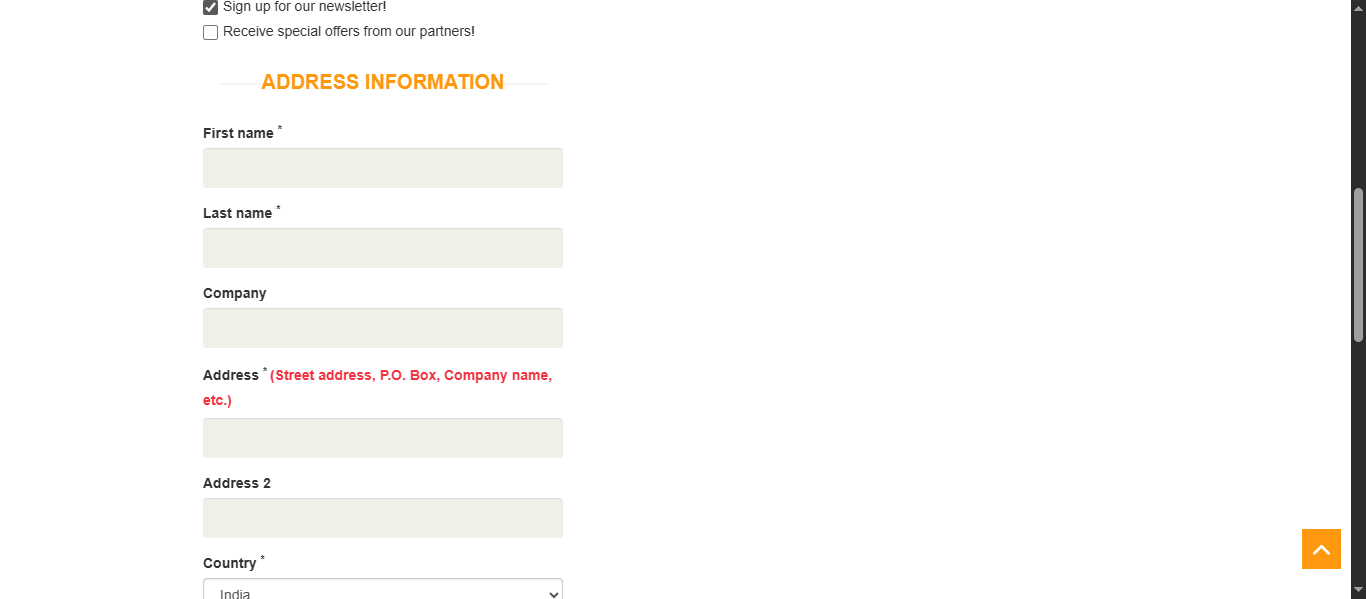 Sign up for our newsletter!
Receive special offers from our partners!
ADDRESS INFORMATION
First name *
Last name *
Company
Address * (Street address, P.O. Box, Company name,
etc.)
Address 2
Country *
India